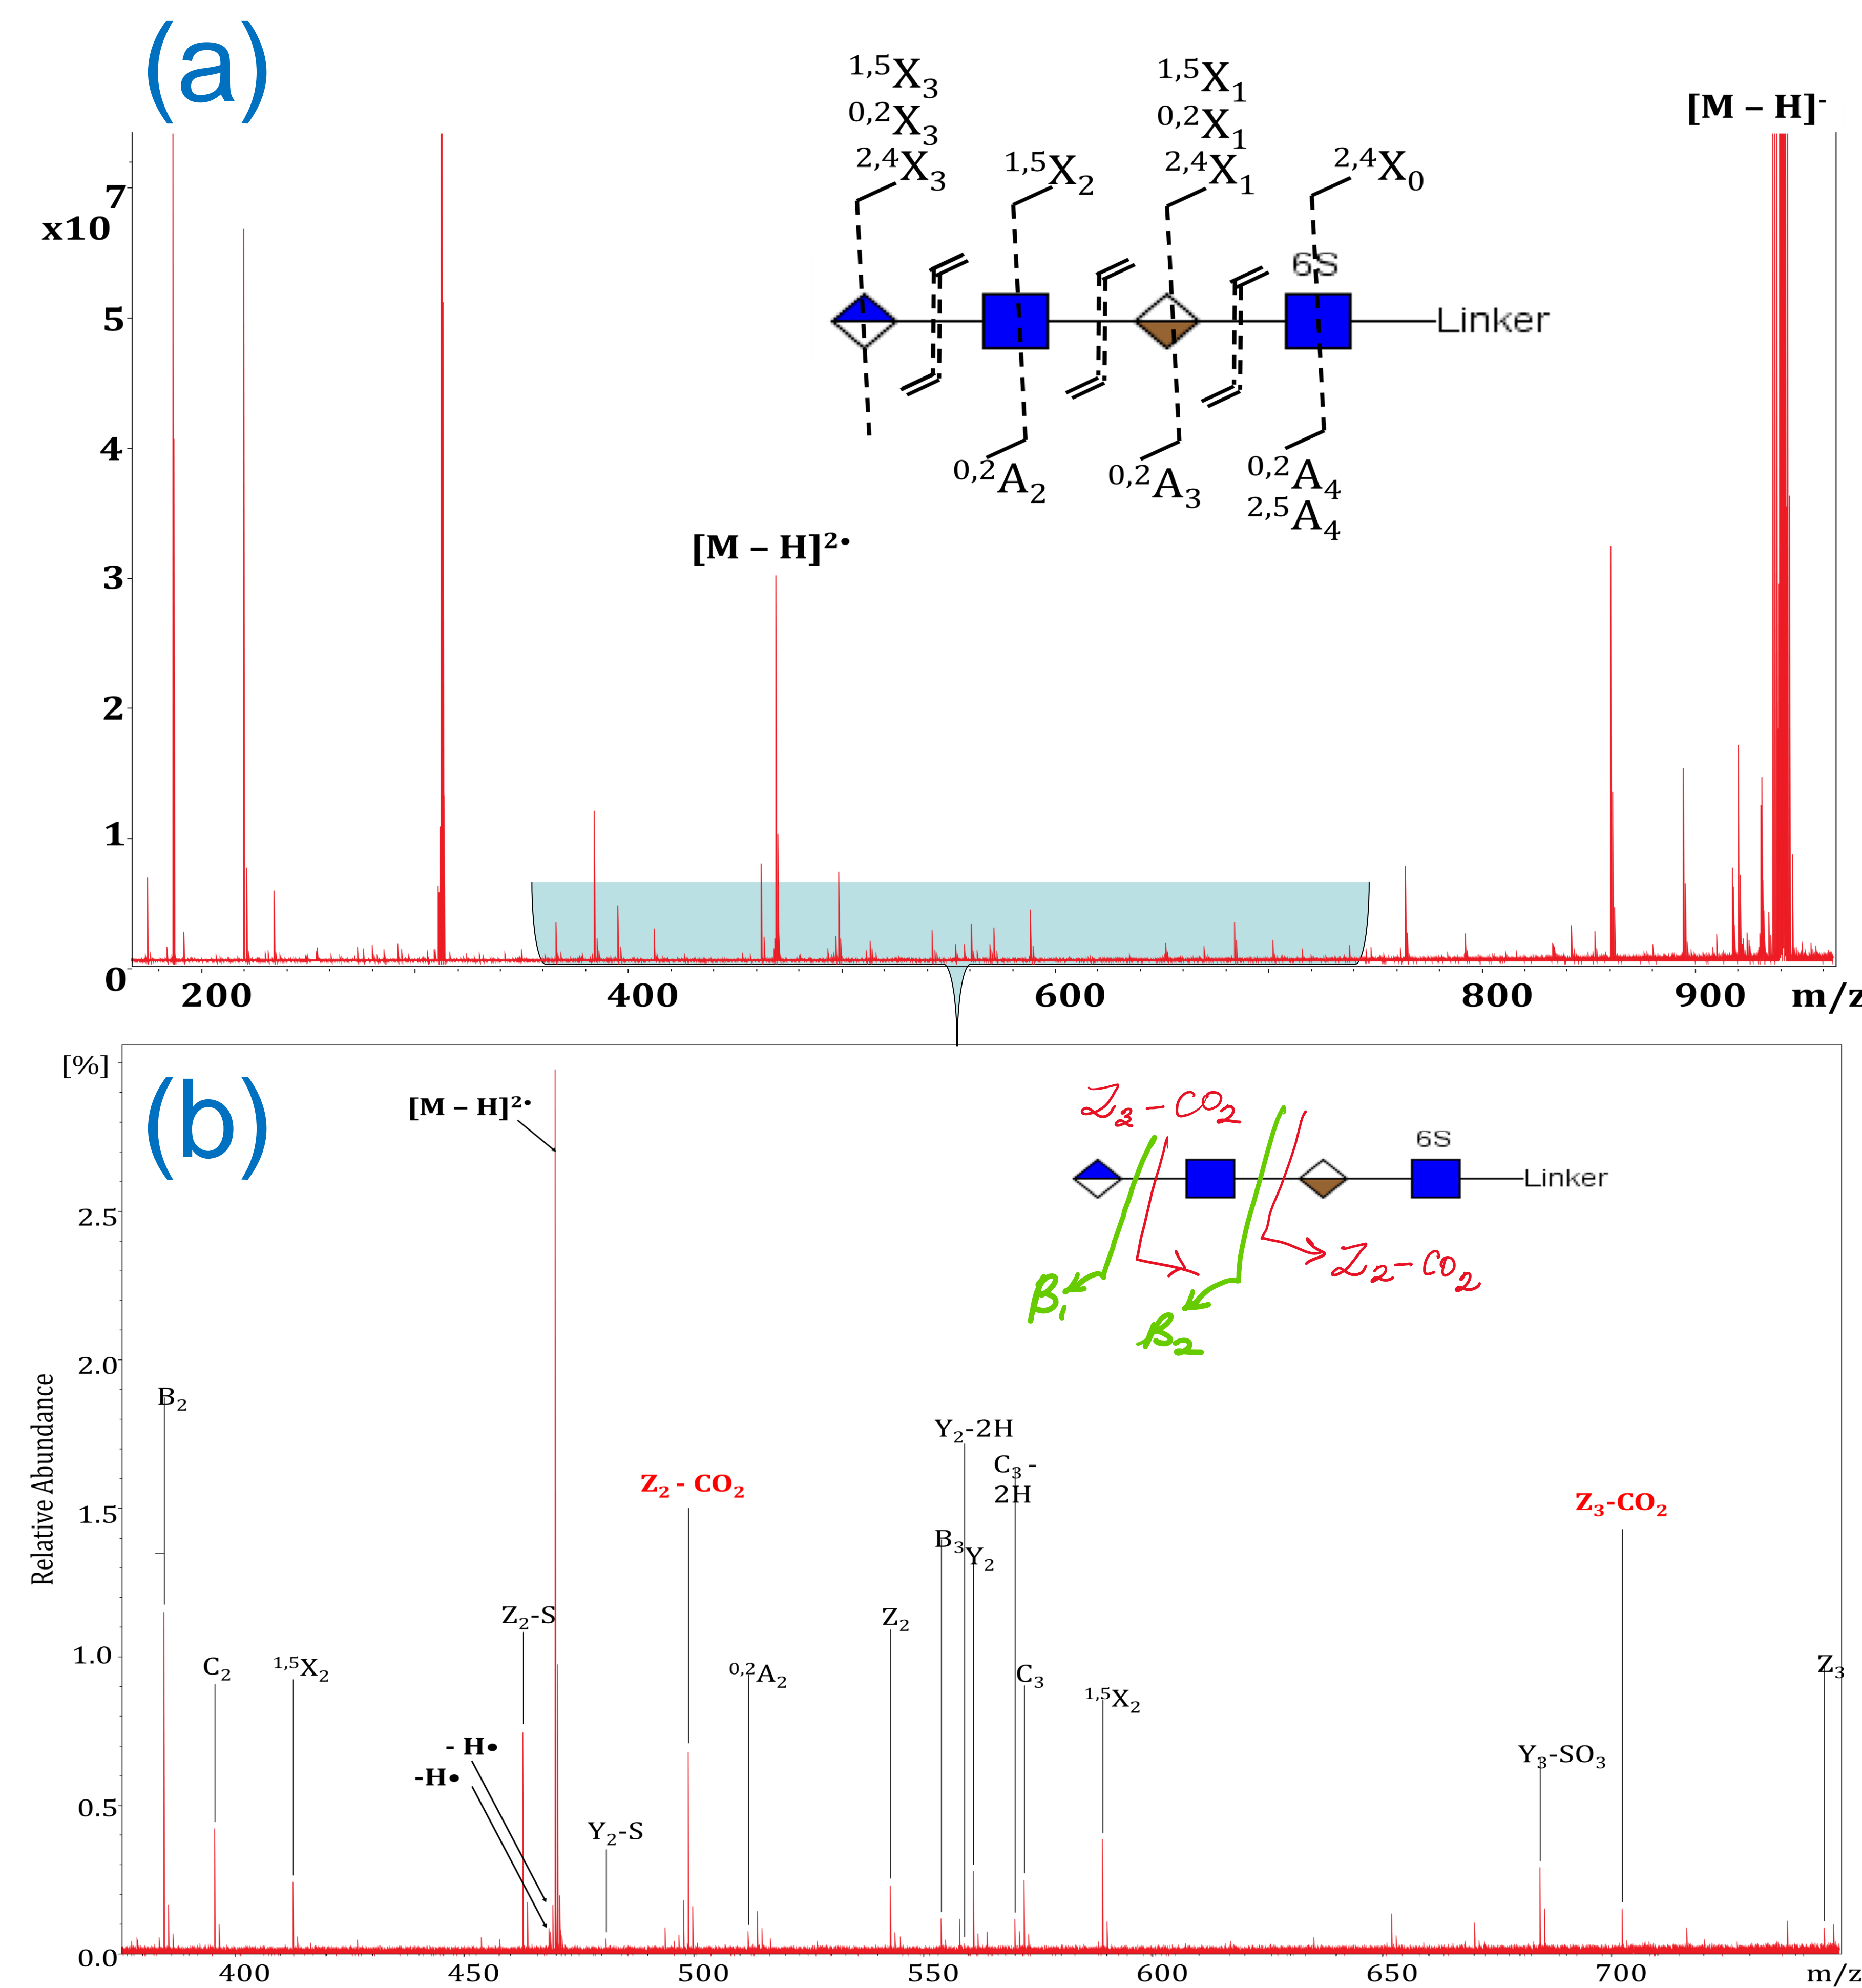 (a)
1,5X3
0,2X3
2,4X3
1,5X2
1,5X1
0,2X1
2,4X1
2,4X0
[M – H]-
7
x10
6S
Linker
5
0,2A2
0,2A3
0,2A4
2,5A4
4
[M – H]2•
3
2
1
0
200
400
600
800
900
m/z
[%]
(b)
[M – H]2•
Z3-CO2
6S
Linker
Z2-CO2
B1
B2
2.5
2.0
Relative Abundance
B2
Y2-2H
C3 -
2H
Z2 - CO2
1.5
Z3-CO2
B3
Y2
Z2-S
Z2
1.0
C2
1,5X2
0,2A2
C3
Z3
1,5X2
- H•
-H•
Y3-SO3
0.5
Y2-S
0.0
400
450
500
550
600
650
700
m/z